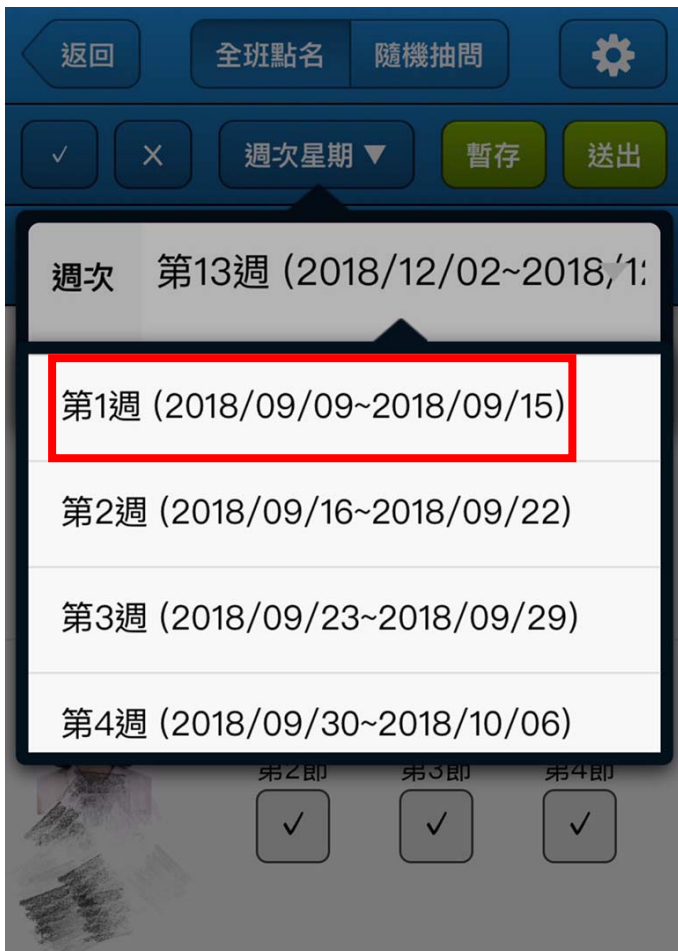 返回 全班點名 隨機抽問
✓ X 週次星期▼ 暫存 送出
週次 第13週 (2018/12/02~2018/12
第1週 (2018/09/09~2018/09/15)
第2週 (2018/09/16~2018/09/22)
第3週 (2018/09/23~2018/09/29)
第4週 (2018/09/30~2018/10/06)
第2節 第3節 第4節
✓ ✓ ✓